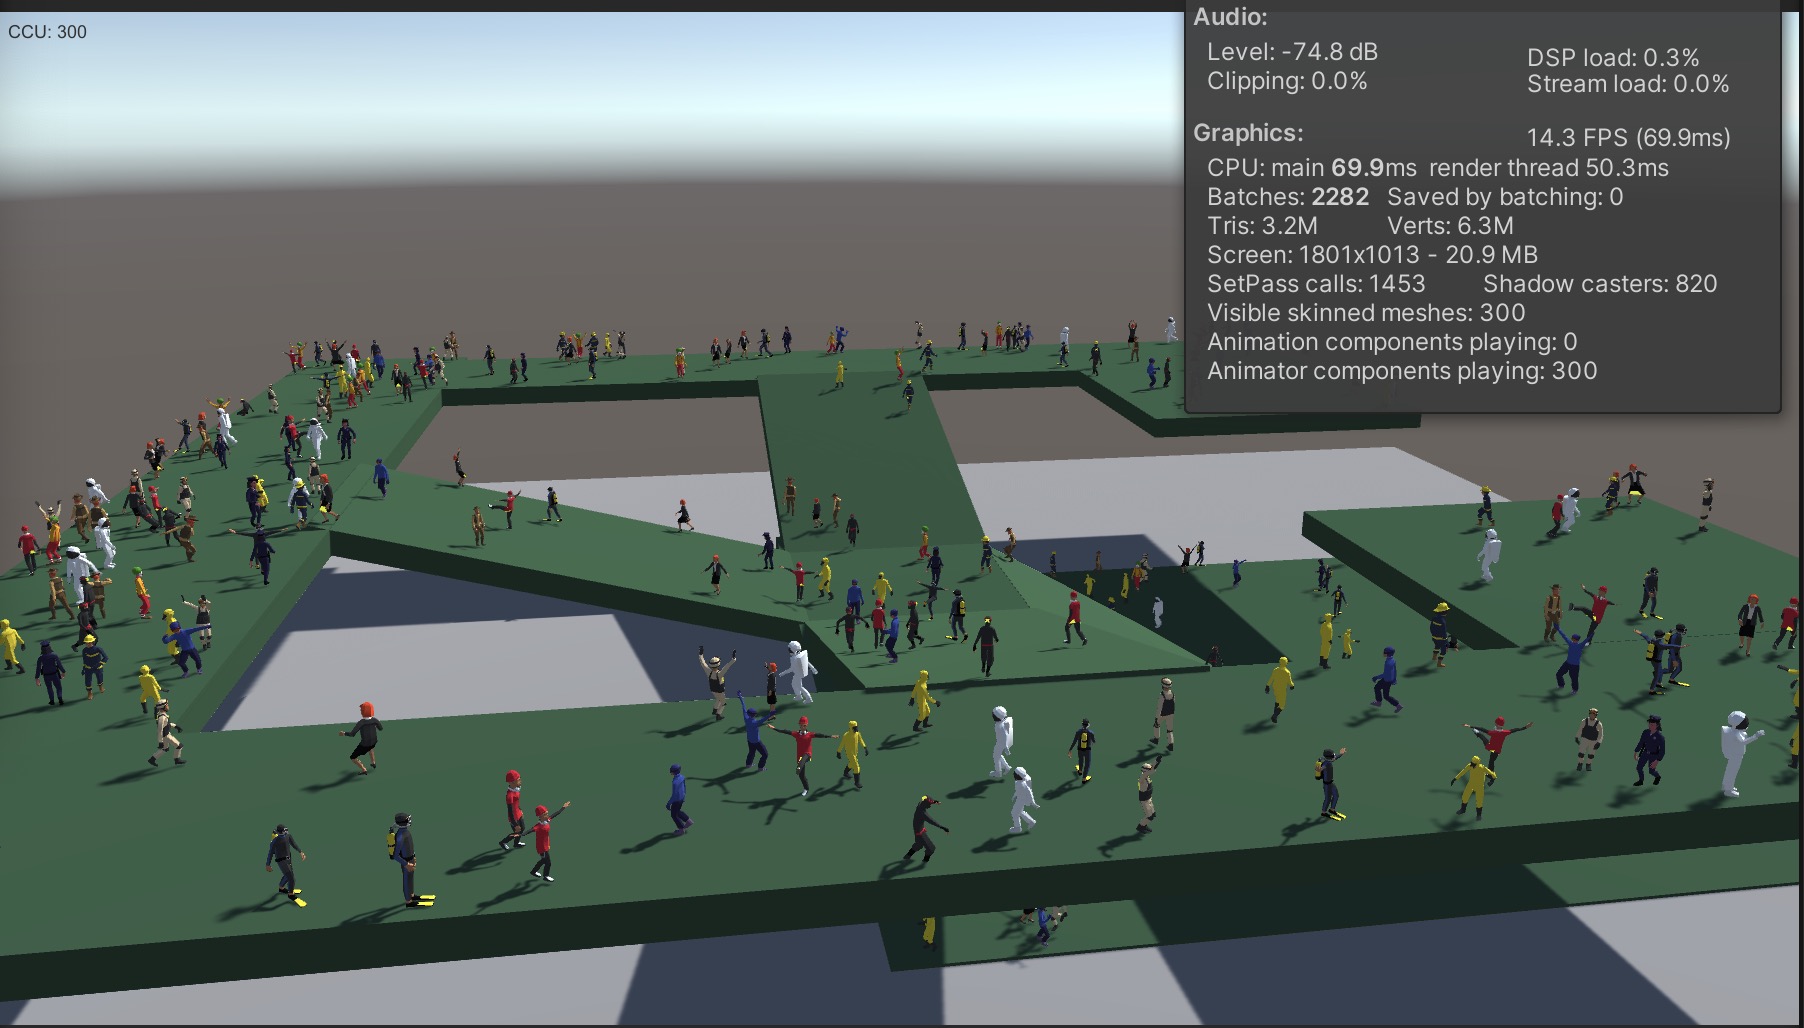 CCU: 300
Audio:
Level: -74.8 dB
DSP load: 0.3%
Clipping: 0.0%
Stream load: 0.0%
Graphics:
14.3 FPS (69.9ms)
CPU: main 69.9ms render thread 50.3ms
Batches: 2282 Saved by batching: 0
Tris: 3.2M Verts: 6.3M
Screen: 1801x1013 - 20.9 MB
SetPass calls: 1453 Shadow casters: 820
Visible skinned meshes: 300
Animation components playing: 0
Animator components playing: 300